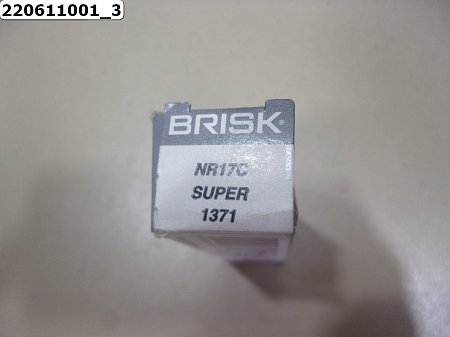 220611001_3
BRISK®
NR17C
SUPER
1371